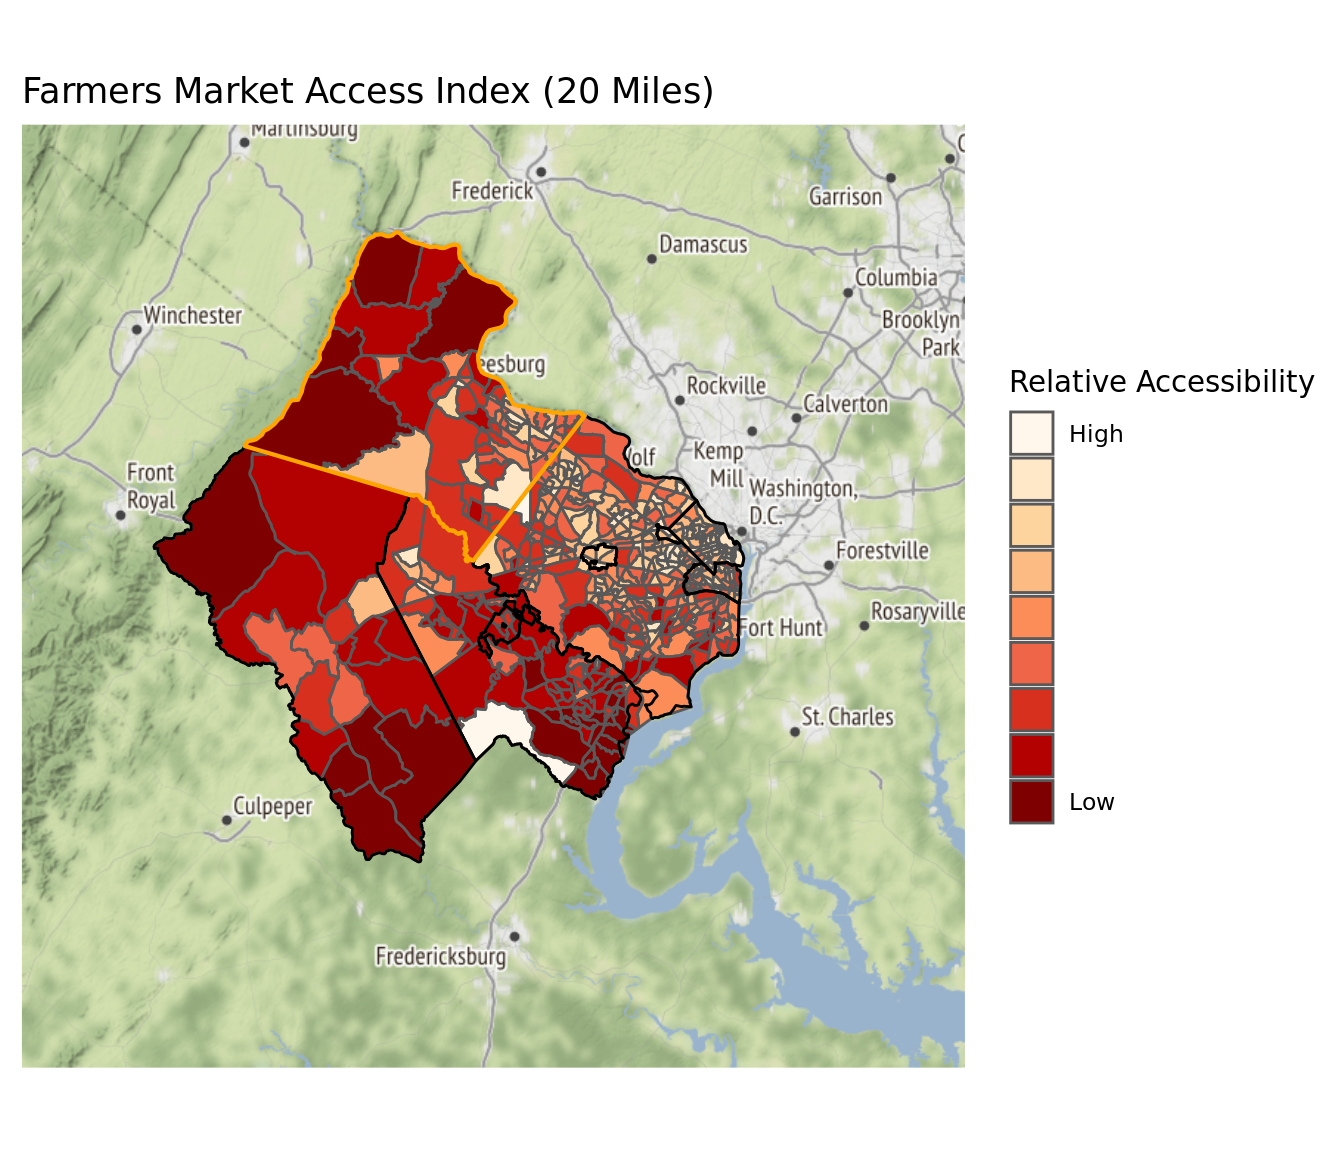 Farmers Market Access Index (20 Miles)
Martinsburg
Frederick
Garrison
Damascus
Columbia
Winchester
Brooklyn
Park
eesburg
Rockville
Calverton
olf
Kemp
Mill
Front
Royal
Washington,
D.C.
Forestville
Rosaryville
Fort Hunt
St. Charles
Culpeper
Fredericksburg
Relative Accessibility
High
Low